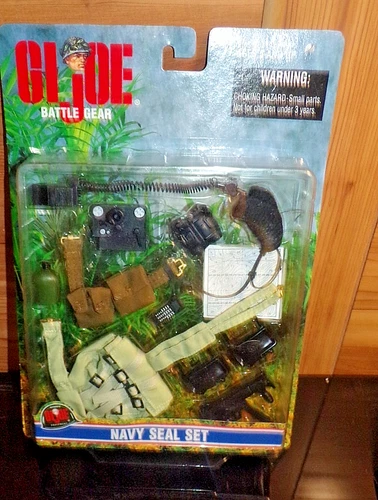 GI JOE
BATTLE GEAR
WARNING:
CHOKING HAZARD-Small parts.
Not for children under 3 years.
NAVY SEAL SET